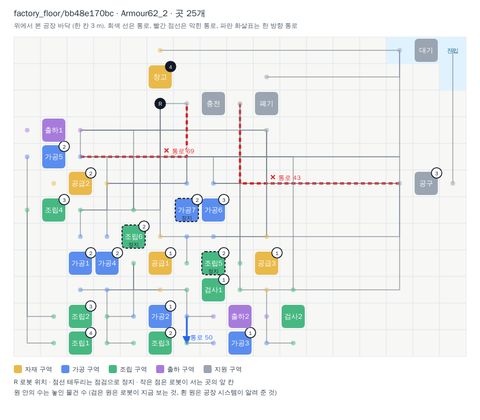 factory_floor/bb48e170bc · Armour62_2 · 곳 25개
위에서 본 공장 바닥 (한 칸 3 m). 회색 선은 통로, 빨간 점선은 막힌 통로, 파란 화살표는 한 방향 통로
대기
진입
창고 4
R
충전
폐기
출하1
✕ 통로 69
가공5 2
✕ 통로 43
공급2 2
공구 3
조립4 3
가공7 2
가공6 3
조립6 2
정지
가공1 2
가공4 2
공급1 1
조립5 2
정지
공급3 1
검사1 1
조립2 3
가공2 1
출하2
검사2
통로 50
조립1 4
조립3 2
가공3 1
자재 구역
가공 구역
조립 구역
출하 구역
지원 구역
R 로봇 위치 · 점선 테두리는 점검으로 정지 · 작은 점은 로봇이 서는 곳의 앞 칸
원 안의 수는 놓인 물건 수 (검은 원은 로봇이 지금 보는 것, 흰 원은 공장 시스템이 알려 준 것)